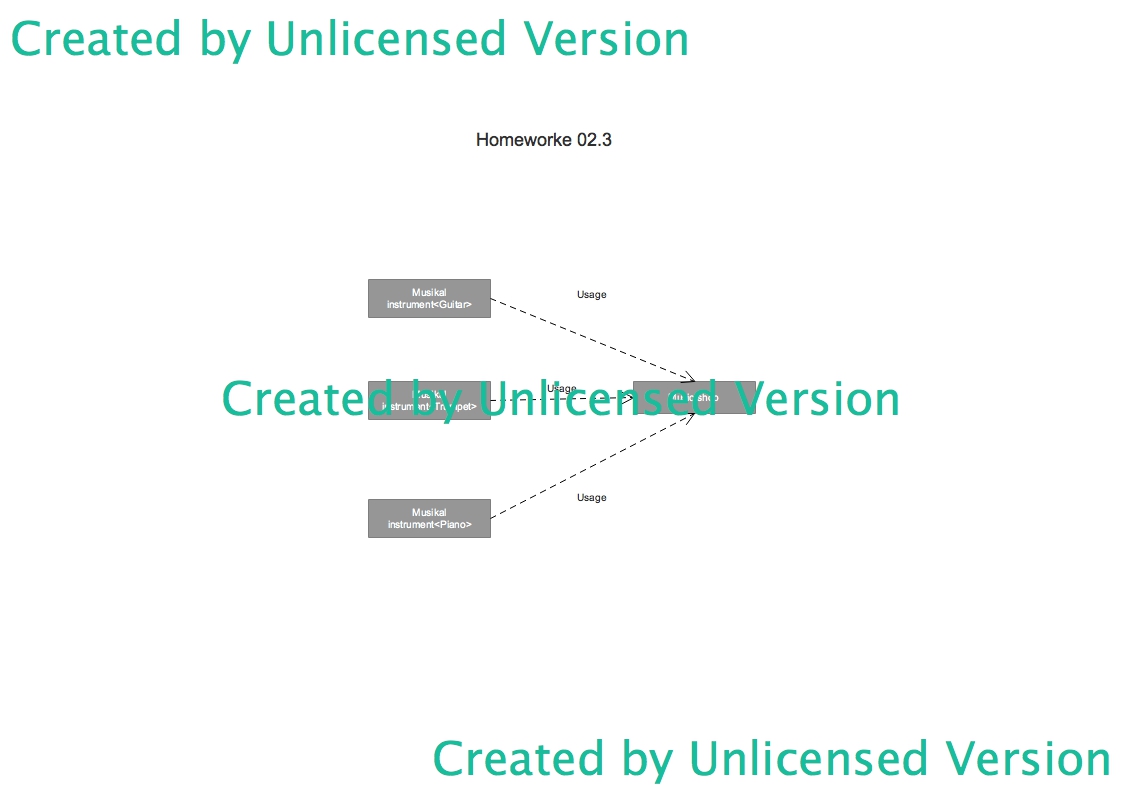 Created by Unlicensed Version
Homeworke 02.3
Musikal
instrument<Guitar>
Usage
Usage
Musikal
instrument<Trumpet>
Created by Unlicensed Version
Usage
Musikal
instrument<Piano>
Created by Unlicensed Version